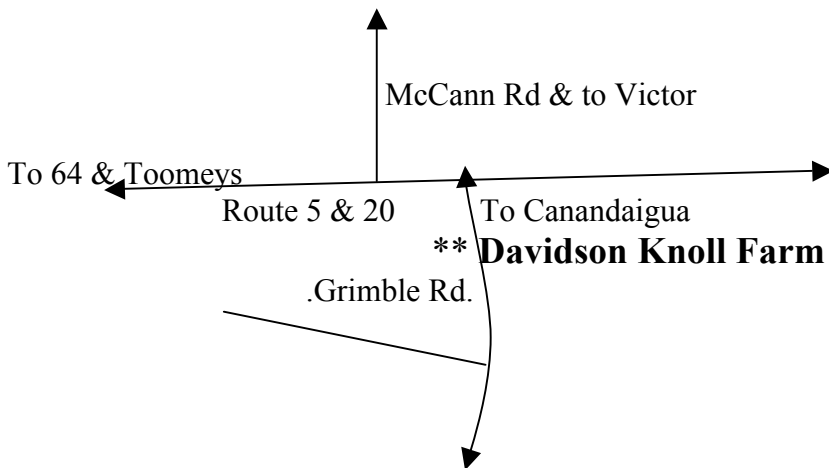 McCann Rd & to Victor
To 64 & Toomeys
Route 5 & 20
To Canandaigua
** Davidson Knoll Farm
.Grimble Rd.